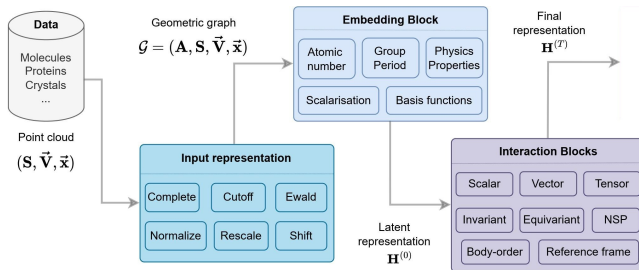 Data
Molecules
Proteins
Crystals
...
Point cloud
(S, V⃗, x⃗)
Geometric graph
𝒢 = (A, S, V⃗, x⃗)
Input representation
Complete
Cutoff
Ewald
Normalize
Rescale
Shift
Embedding Block
Atomic
number
Group
Period
Physics
Properties
Scalarisation
Basis functions
Latent
representation
H⁽⁰⁾
Final
representation
H⁽ᵀ⁾
Interaction Blocks
Scalar
Vector
Tensor
Invariant
Equivariant
NSP
Body-order
Reference frame